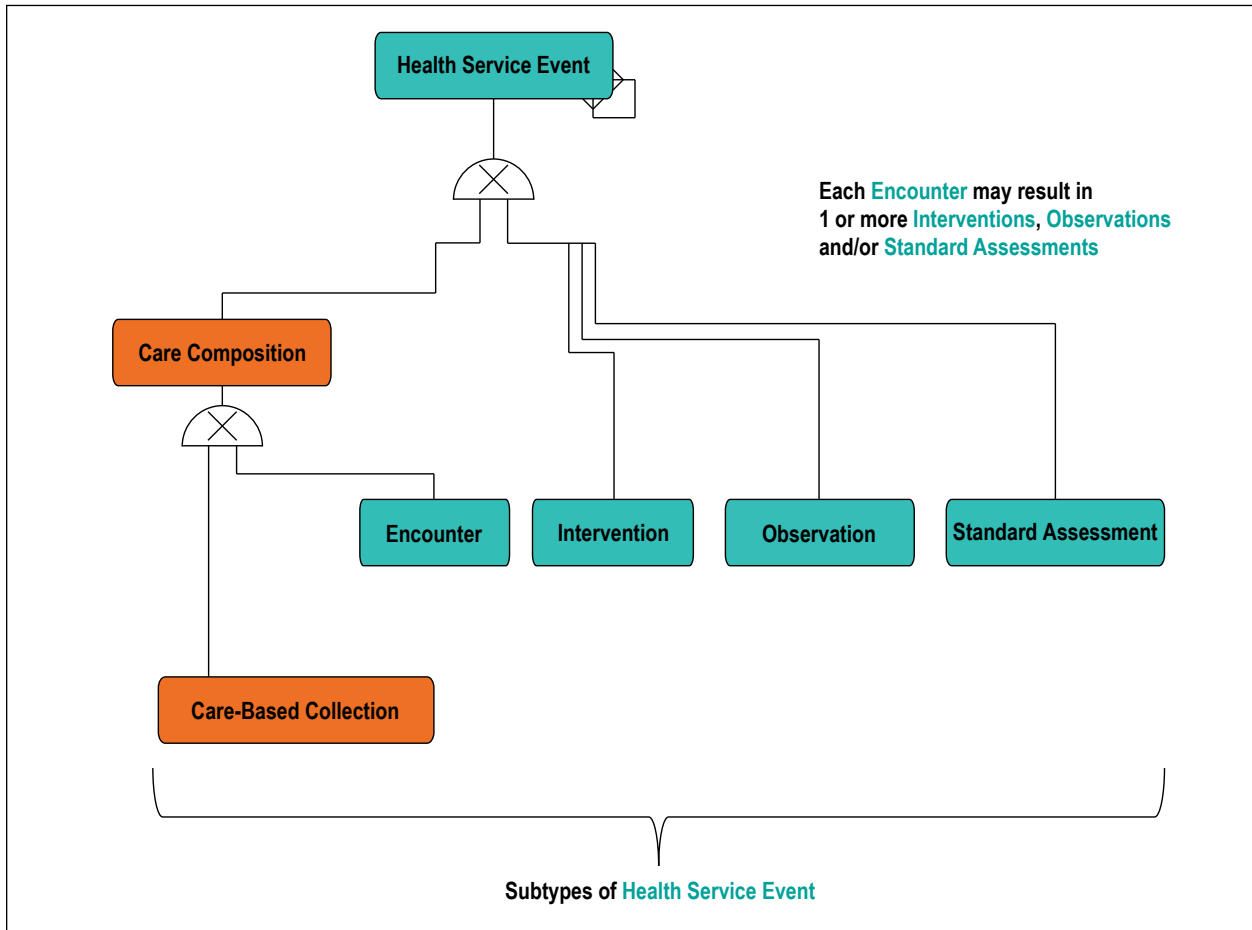 Health Service Event
Each Encounter may result in
1 or more Interventions, Observations
and/or Standard Assessments
Care Composition
Encounter
Intervention
Observation
Standard Assessment
Care-Based Collection
Subtypes of Health Service Event